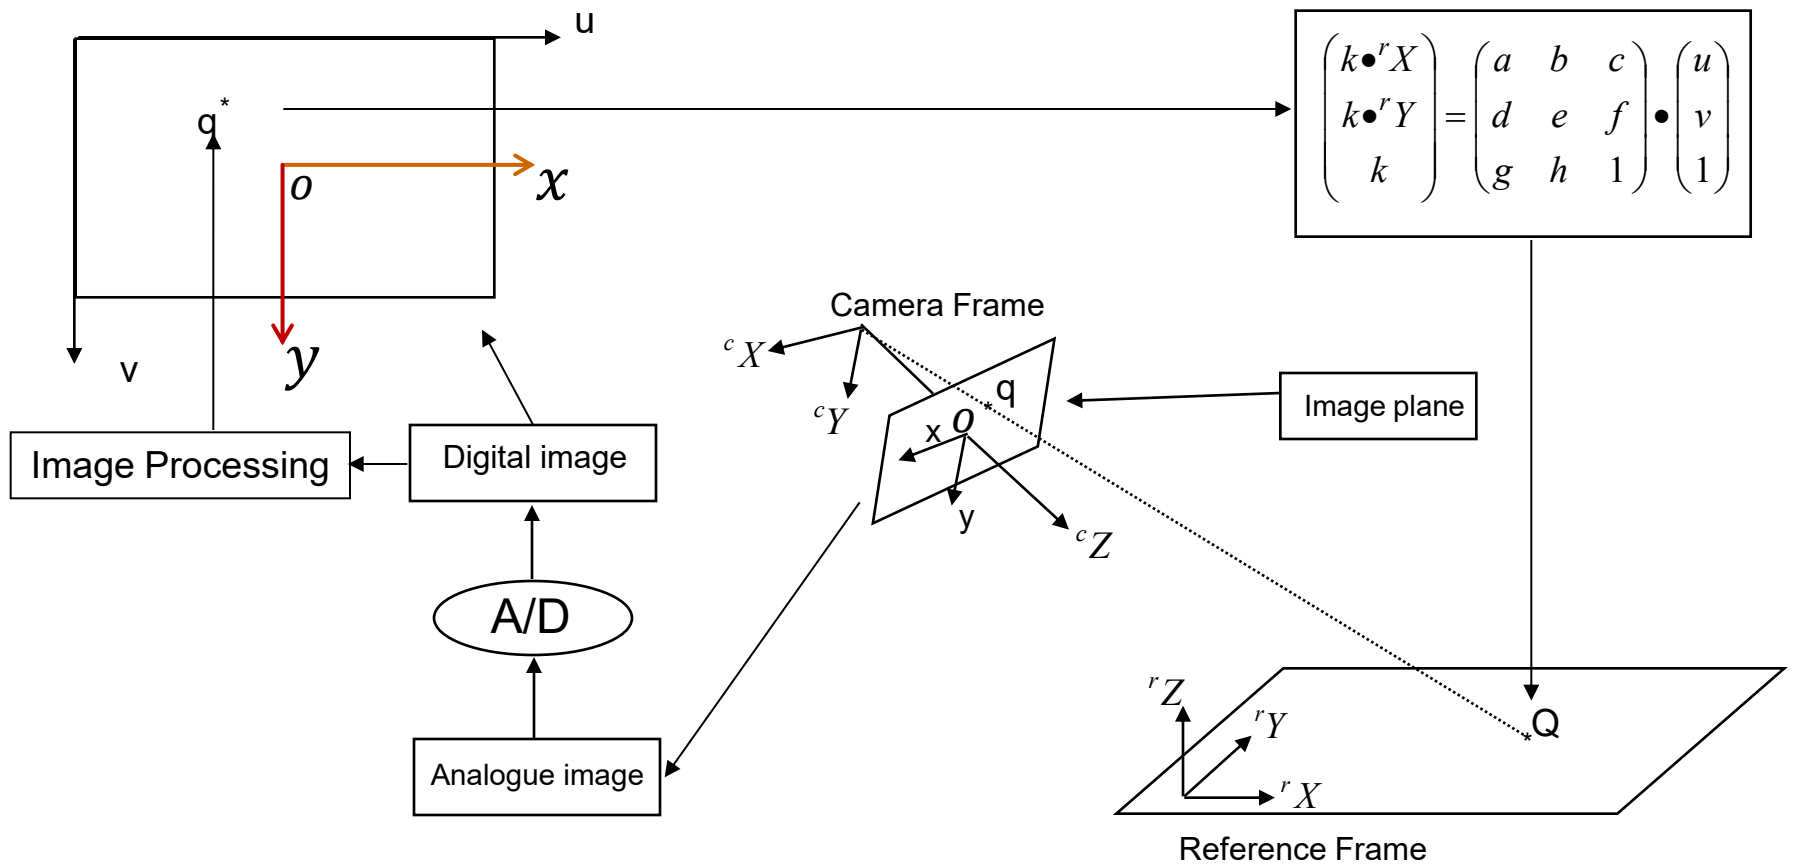 u
q*
o
x
y
v
k•ʳX a b c u
k•ʳY = d e f • v
k g h 1 1
Camera Frame
ᶜX
ᶜY
q
o
x
y
ᶜZ
Image plane
Image Processing
Digital image
A/D
Analogue image
ʳZ
ʳY
ʳX
*Q
Reference Frame